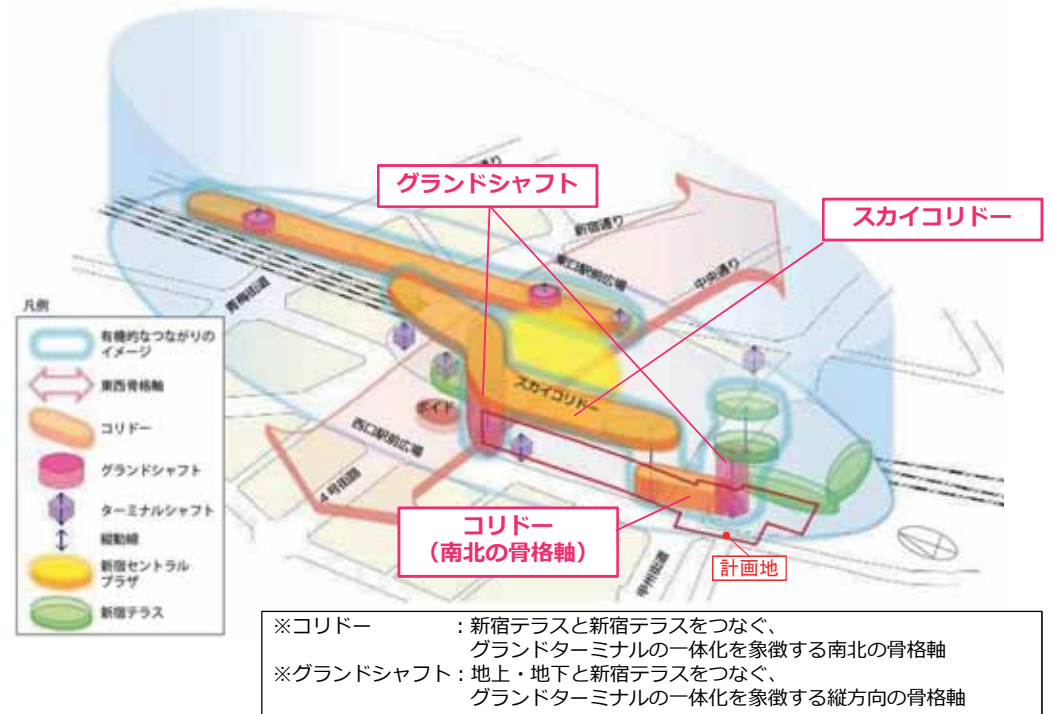 通り
グランドシャフト
スカイコリドー
新宿通り
東口駅前広場
中央通り
青梅街道
凡例
有機的なつながりの
イメージ
東西骨格軸
コリドー
グランドシャフト
ターミナルシャフト
縦動線
新宿セントラル
プラザ
新宿テラス
スカイコリドー
ボイド
西口駅前広場
4号街路
コリドー
（南北の骨格軸）
甲州街道
計画地
※コリドー　　　　：新宿テラスと新宿テラスをつなぐ、
グランドターミナルの一体化を象徴する南北の骨格軸
※グランドシャフト：地上・地下と新宿テラスをつなぐ、
グランドターミナルの一体化を象徴する縦方向の骨格軸